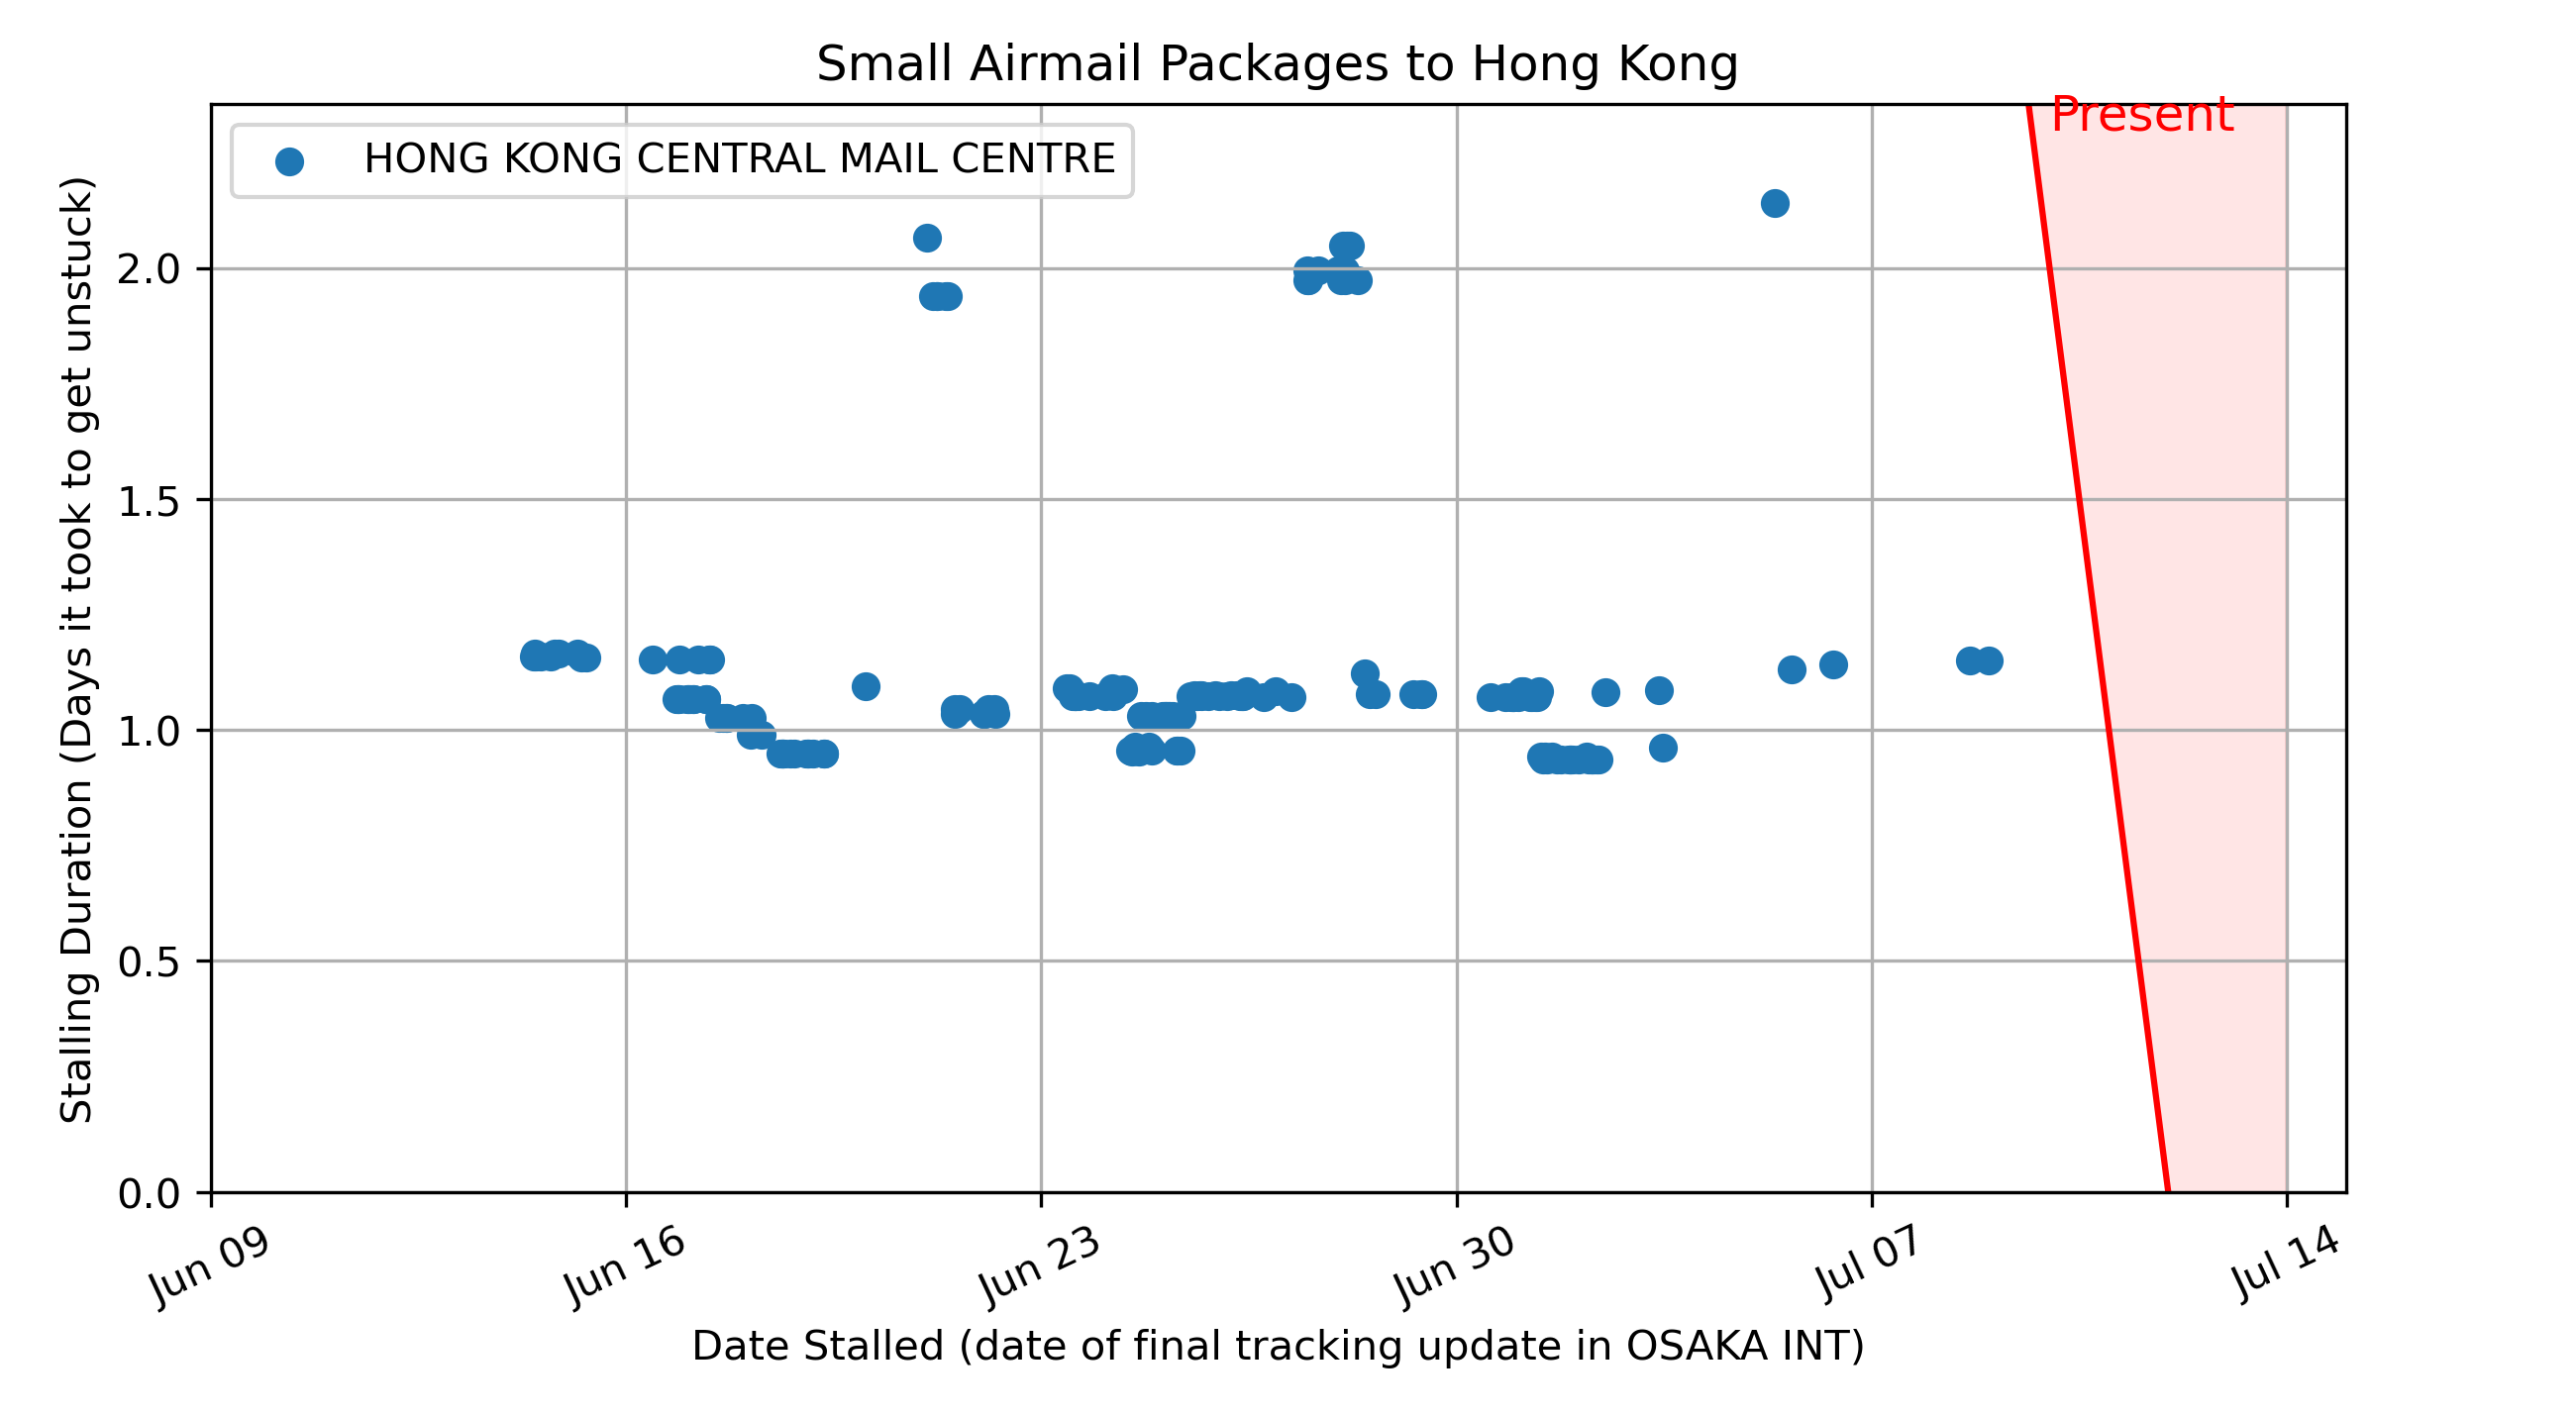 Small Airmail Packages to Hong Kong
Present
HONG KONG CENTRAL MAIL CENTRE
Stalling Duration (Days it took to get unstuck)
2.0
1.5
1.0
0.5
0.0
Jun 09
Jun 16
Jun 23
Jun 30
Jul 07
Jul 14
Date Stalled (date of final tracking update in OSAKA INT)